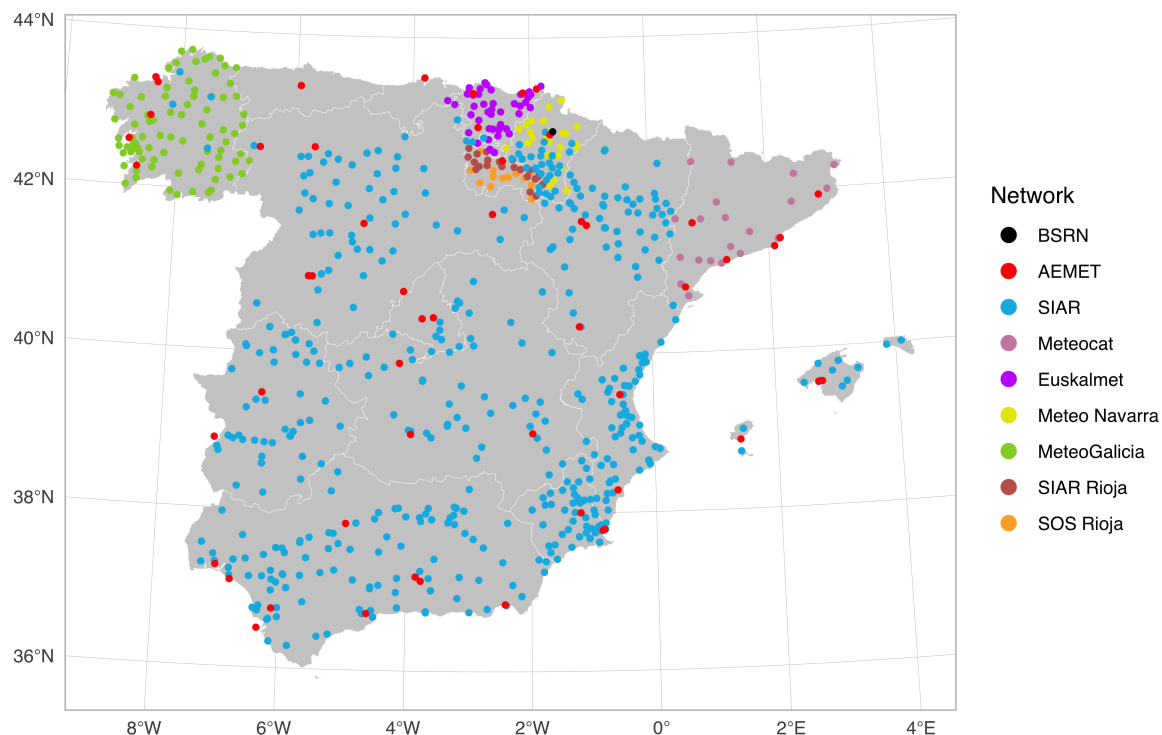 44°N
42°N
40°N
38°N
36°N
8°W
6°W
4°W
2°W
0°
2°E
4°E
Network
BSRN
AEMET
SIAR
Meteocat
Euskalmet
Meteo Navarra
MeteoGalicia
SIAR Rioja
SOS Rioja